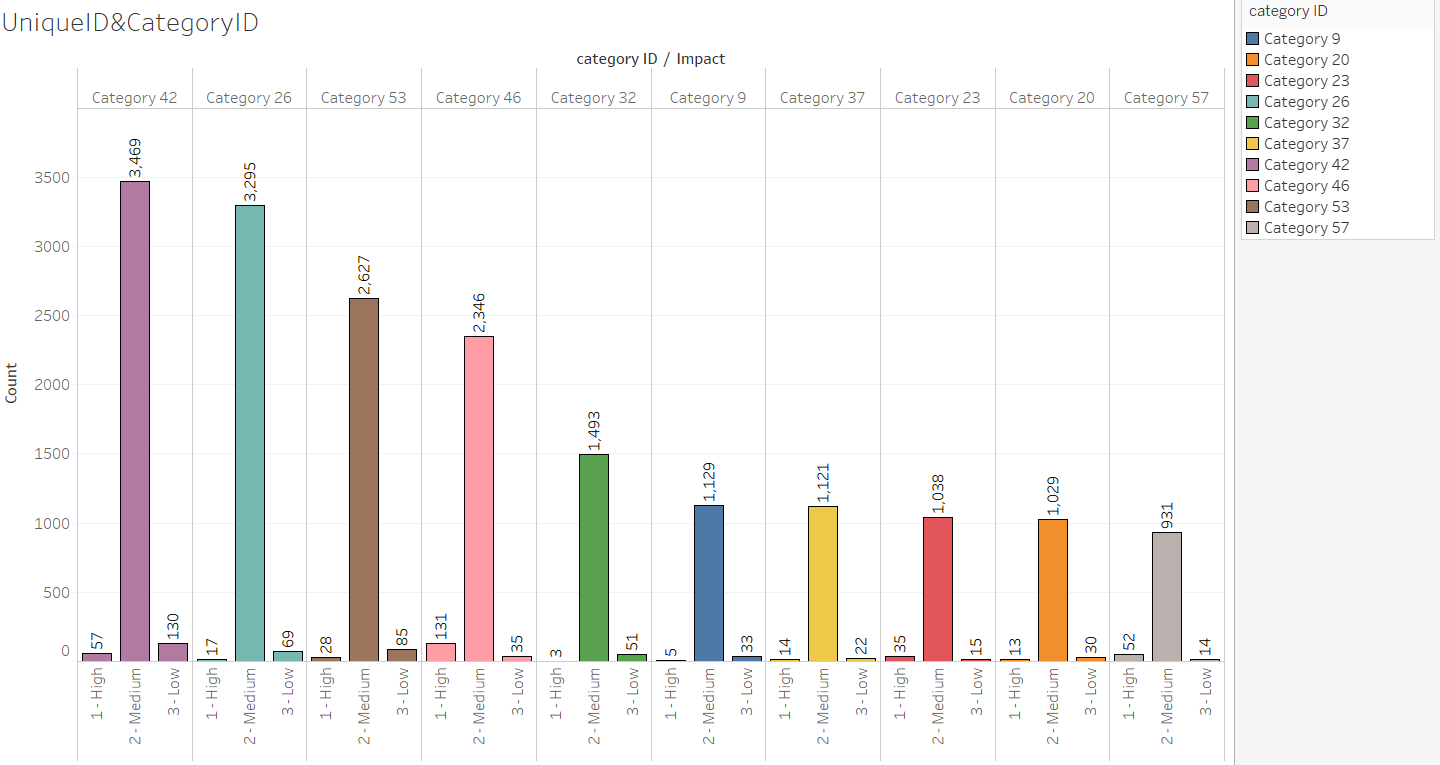 UniqueID&CategoryID
category ID / Impact
Category 42 Category 26 Category 53 Category 46 Category 32 Category 9 Category 37 Category 23 Category 20 Category 57
Count
3500
3000
2500
2000
1500
1000
500
0
57 3,469 130 17 3,295 69 28 2,627 85 131 2,346 35 3 1,493 51 5 1,129 33 14 1,121 22 35 1,038 15 13 1,029 30 52 931 14
1 - High 2 - Medium 3 - Low 1 - High 2 - Medium 3 - Low 1 - High 2 - Medium 3 - Low 1 - High 2 - Medium 3 - Low 1 - High 2 - Medium 3 - Low 1 - High 2 - Medium 3 - Low 1 - High 2 - Medium 3 - Low 1 - High 2 - Medium 3 - Low 1 - High 2 - Medium 3 - Low 1 - High 2 - Medium 3 - Low
category ID
Category 9
Category 20
Category 23
Category 26
Category 32
Category 37
Category 42
Category 46
Category 53
Category 57